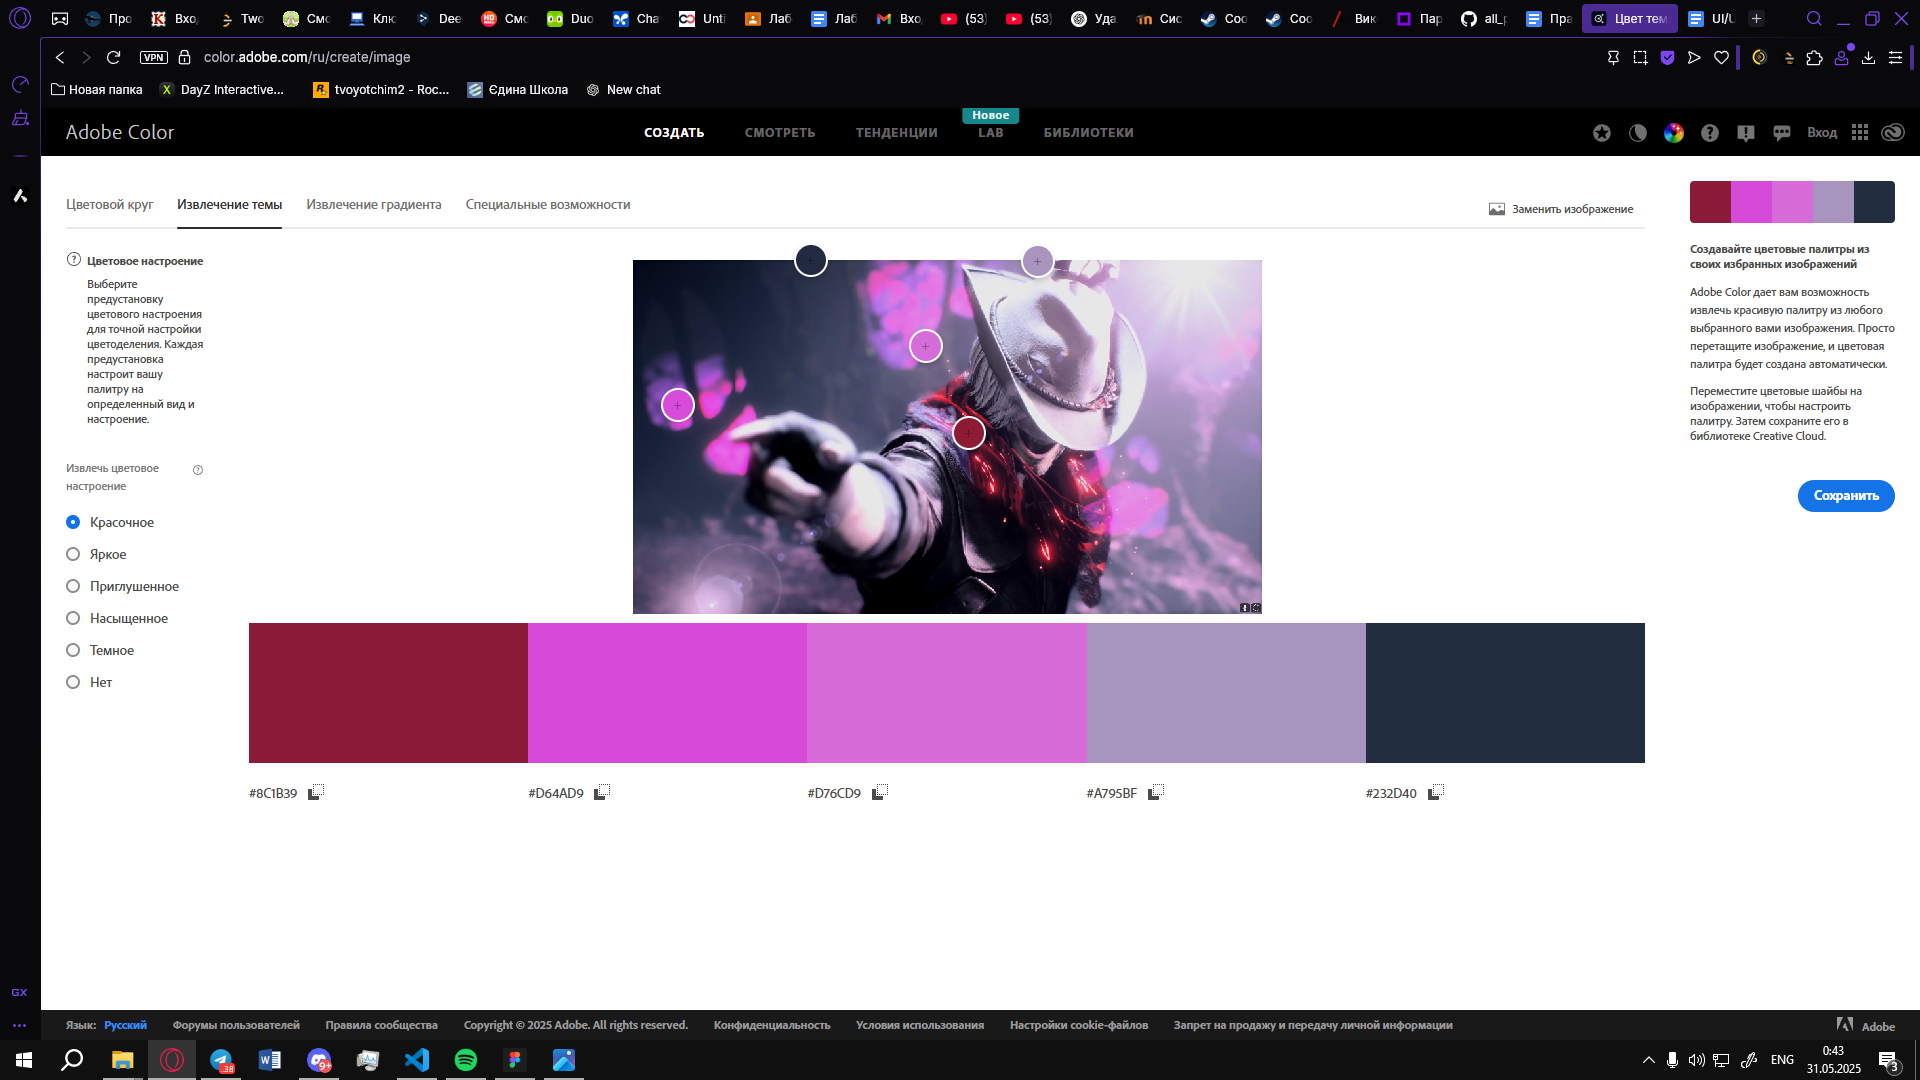 Про
Вхо
Two
Смо
Клю
Dee
Смо
Duo
Cha
Unti
Лаб
Лаб
Вхо
(53)
(53)
Уда
Сис
Соо
Соо
Вик
Пар
all_p
Пра
Цвет тем
UI/U
VPN
color.adobe.com/ru/create/image
Новая папка
DayZ Interactive...
tvoyotchim2 - Roc...
Єдина Школа
New chat
Adobe Color
СОЗДАТЬ
СМОТРЕТЬ
ТЕНДЕНЦИИ
Новое
LAB
БИБЛИОТЕКИ
Вход
Цветовой круг
Извлечение темы
Извлечение градиента
Специальные возможности
Заменить изображение
Цветовое настроение
Выберите
предустановку
цветового настроения
для точной настройки
цветоделения. Каждая
предустановка
настроит вашу
палитру на
определенный вид и
настроение.
Извлечь цветовое
настроение
Красочное
Яркое
Приглушенное
Насыщенное
Темное
Нет
Создавайте цветовые палитры из
своих избранных изображений
Adobe Color дает вам возможность
извлечь красивую палитру из любого
выбранного вами изображения. Просто
перетащите изображение, и цветовая
палитра будет создана автоматически.
Переместите цветовые шайбы на
изображении, чтобы настроить
палитру. Затем сохраните его в
библиотеке Creative Cloud.
Сохранить
#8C1B39
#D64AD9
#D76CD9
#A795BF
#232D40
GX
Язык: Русский
Форумы пользователей
Правила сообщества
Copyright © 2025 Adobe. All rights reserved.
Конфиденциальность
Условия использования
Настройки cookie-файлов
Запрет на продажу и передачу личной информации
Adobe
38
9+
ENG
0:43
31.05.2025
3